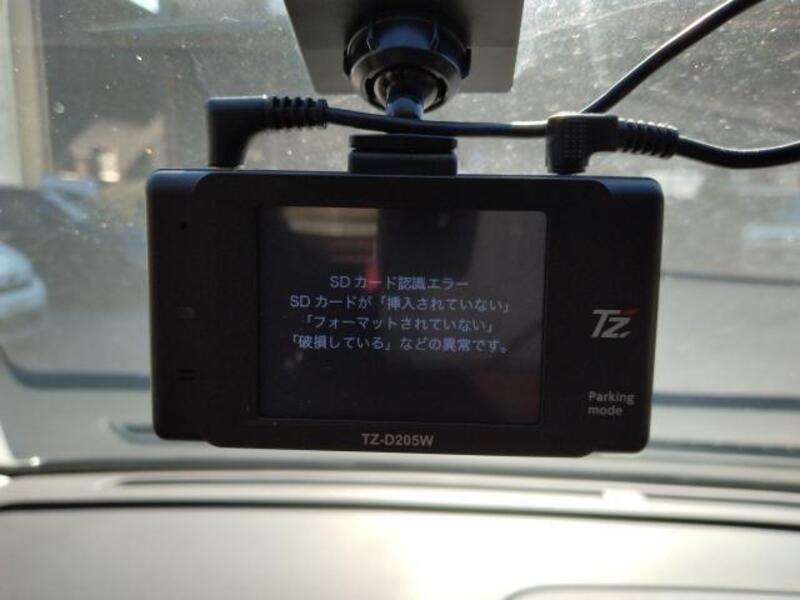 SDカード認識エラー
SDカードが「挿入されていない」
「フォーマットされていない」
「破損している」などの異常です。
TZ
Parking
mode
TZ-D205W